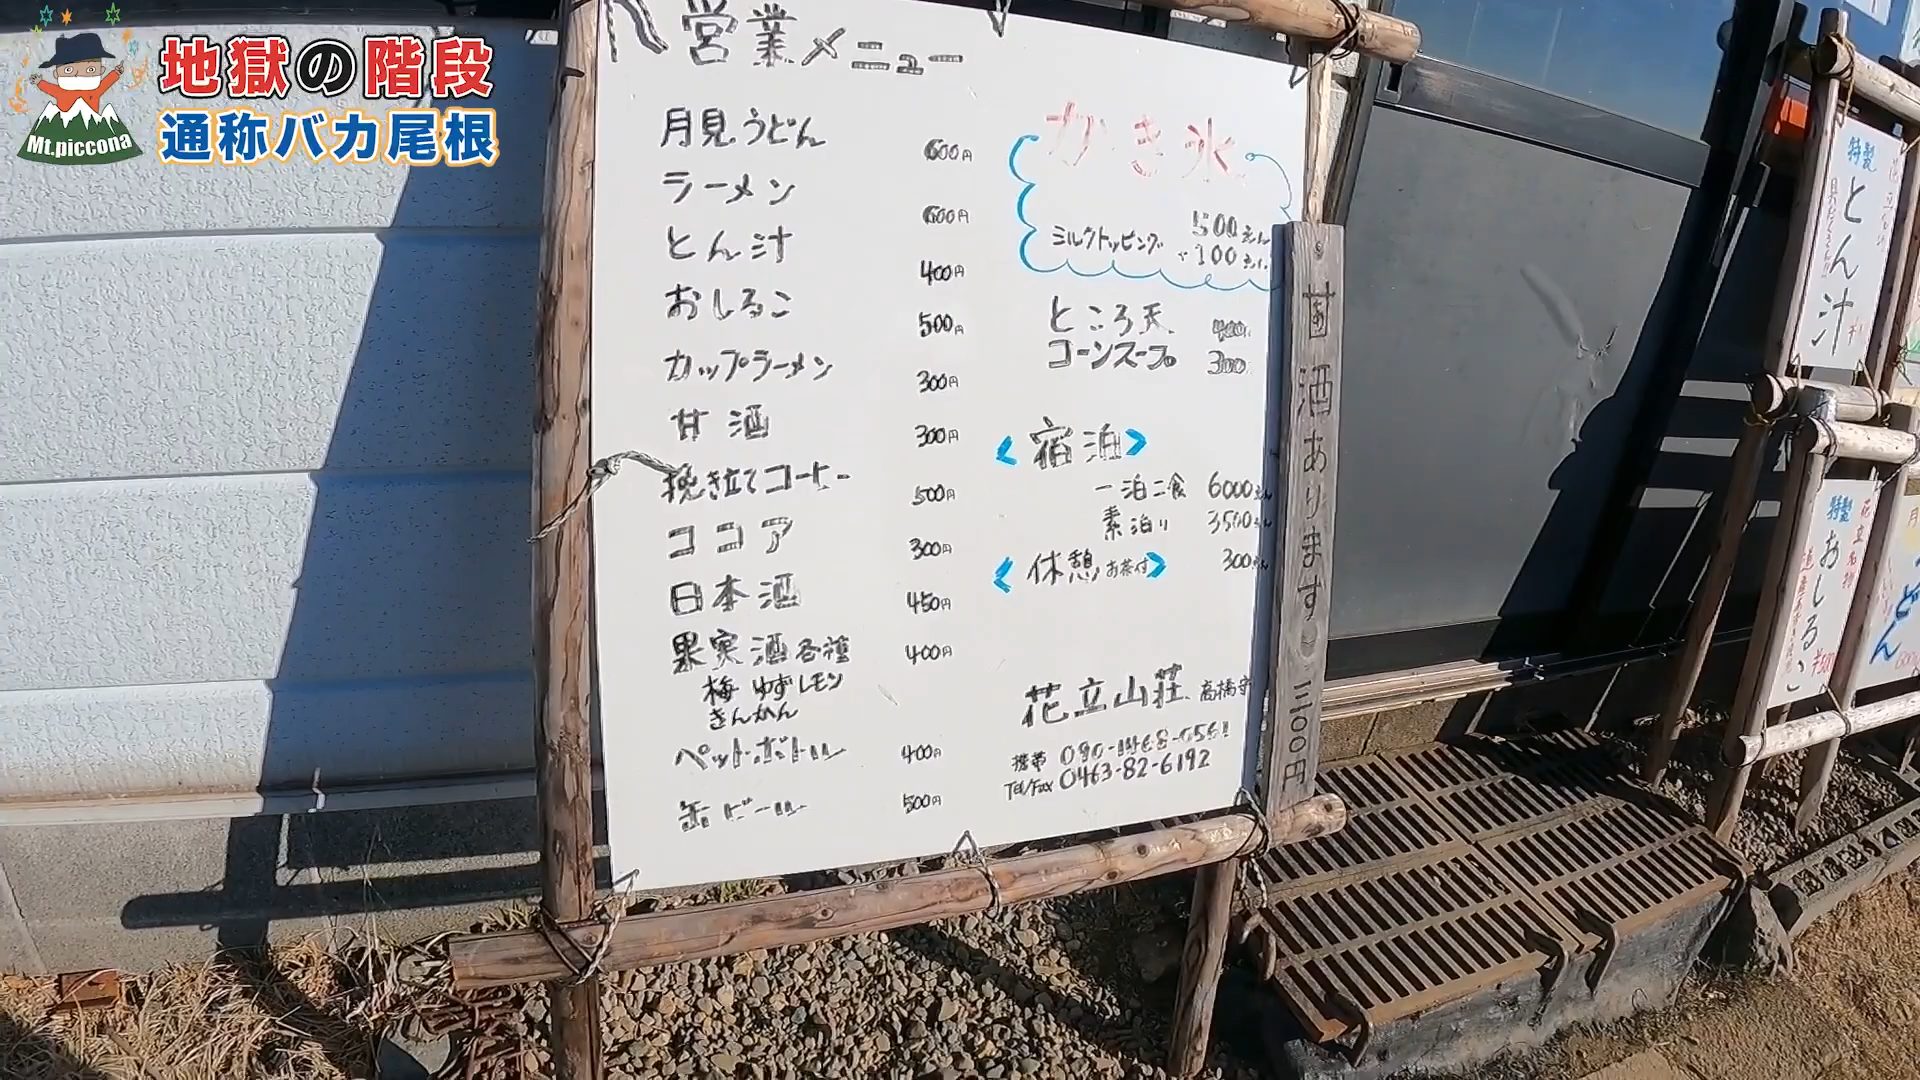 地獄の階段
通称バカ尾根
Mt.piccona
営業メニュー
月見うどん 600円
ラーメン 600円
とん汁 400円
おしるこ 500円
カップラーメン 300円
甘酒 300円
挽き立てコーヒー 500円
ココア 300円
日本酒 450円
果実酒各種 400円
梅 ゆず レモン
きんかん
ペットボトル 400円
缶ビール 500円
かき氷
500えん
ミルクトッピング +100えん
ところ天 400
コーンスープ 300
宿泊
一泊二食 6000えん
素泊り 3500えん
休憩 お茶付 300えん
花立山荘 高橋守
携帯 090-
Tel/Fax 0463-82-6192
甘酒あります 三〇〇円
特製
とん汁
花立名物
特製
おしるこ
¥500